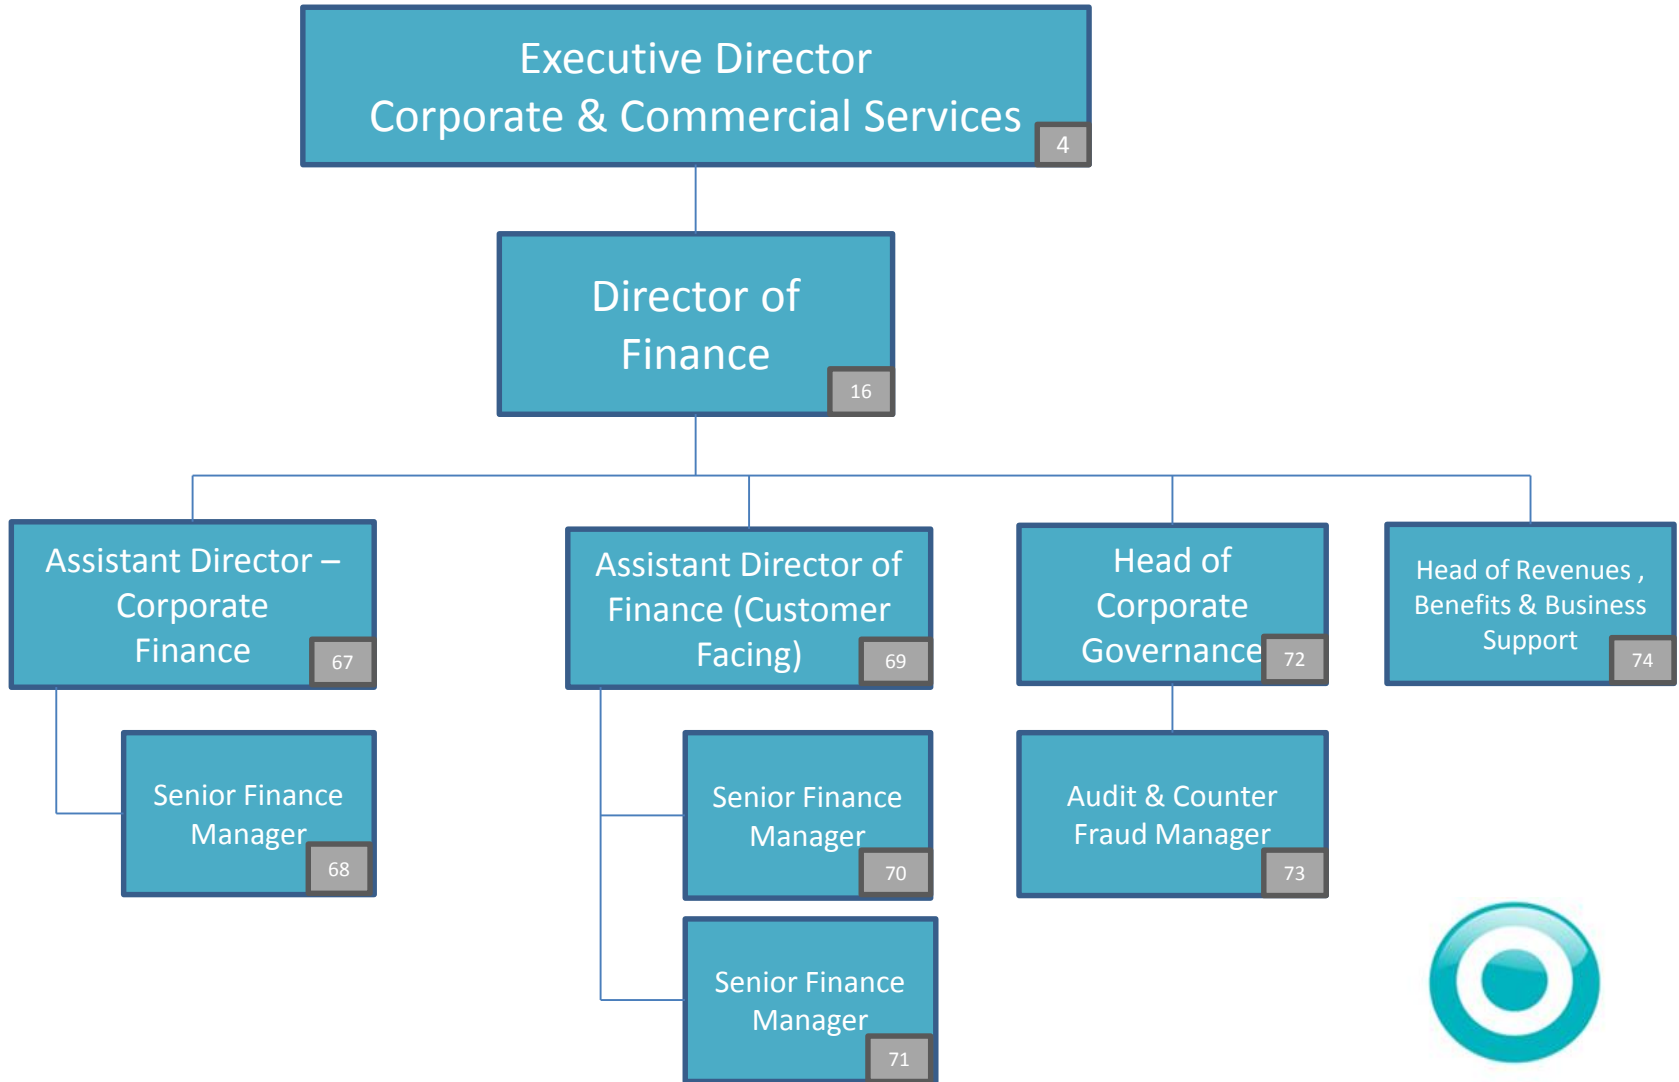 Executive Director
Corporate & Commercial Services
4
Director of
Finance
16
Assistant Director –
Corporate
Finance
67
Assistant Director of
Finance (Customer
Facing)
69
Head of
Corporate
Governance
72
Head of Revenues ,
Benefits & Business
Support
74
Senior Finance
Manager
68
Senior Finance
Manager
70
Audit & Counter
Fraud Manager
73
Senior Finance
Manager
71